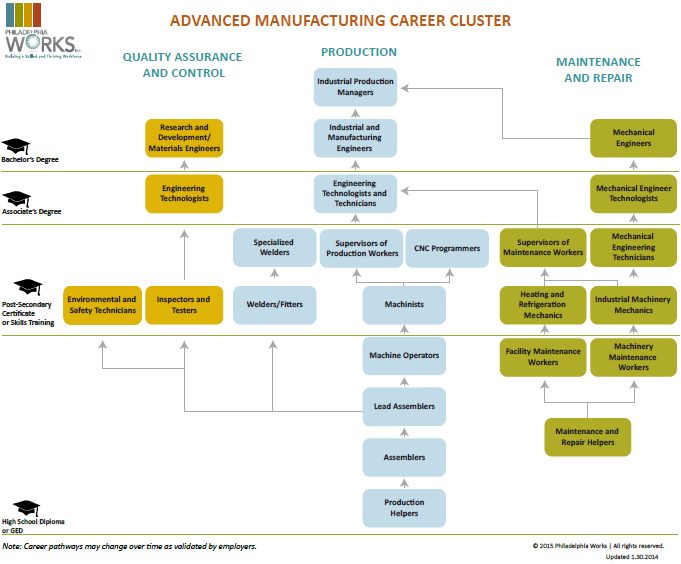 ADVANCED MANUFACTURING CAREER CLUSTER
PHILADELPHIA
WORKS
Building a Skilled and Thriving Workforce
QUALITY ASSURANCE
AND CONTROL
PRODUCTION
MAINTENANCE
AND REPAIR
Industrial Production
Managers
Research and
Development/
Materials Engineers
Industrial and
Manufacturing
Engineers
Mechanical
Engineers
Bachelor's Degree
Engineering
Technologists
Engineering
Technologists and
Technicians
Mechanical Engineer
Technologists
Associate's Degree
Specialized
Welders
Supervisors of
Production Workers
CNC Programmers
Supervisors of
Maintenance Workers
Mechanical
Engineering
Technicians
Post-Secondary
Certificate
or Skills Training
Environmental and
Safety Technicians
Inspectors and
Testers
Welders/Fitters
Machinists
Heating and
Refrigeration
Mechanics
Industrial Machinery
Mechanics
Machine Operators
Facility Maintenance
Workers
Machinery
Maintenance
Workers
Lead Assemblers
Maintenance and
Repair Helpers
Assemblers
Production
Helpers
High School Diploma
or GED
Note: Career pathways may change over time as validated by employers.
© 2015 Philadelphia Works | All rights reserved.
Updated 1.30.2014